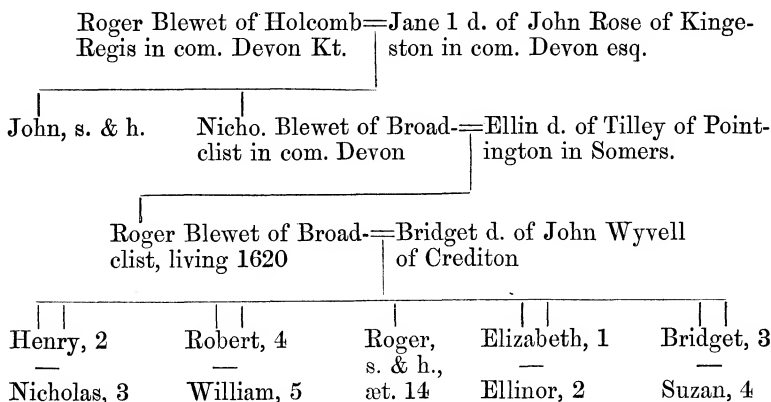 Roger Blewet of Holcomb=Jane 1 d. of John Rose of Kinge-
Regis in com. Devon Kt. ston in com. Devon esq.
John, s. & h. Nicho. Blewet of Broad-=Ellin d. of Tilley of Point-
clist in com. Devon ington in Somers.
Roger Blewet of Broad-=Bridget d. of John Wyvell
clist, living 1620 of Crediton
Henry, 2 Robert, 4 Roger, Elizabeth, 1 Bridget, 3
s. & h.,
Nicholas, 3 William, 5 æt. 14 Ellinor, 2 Suzan, 4